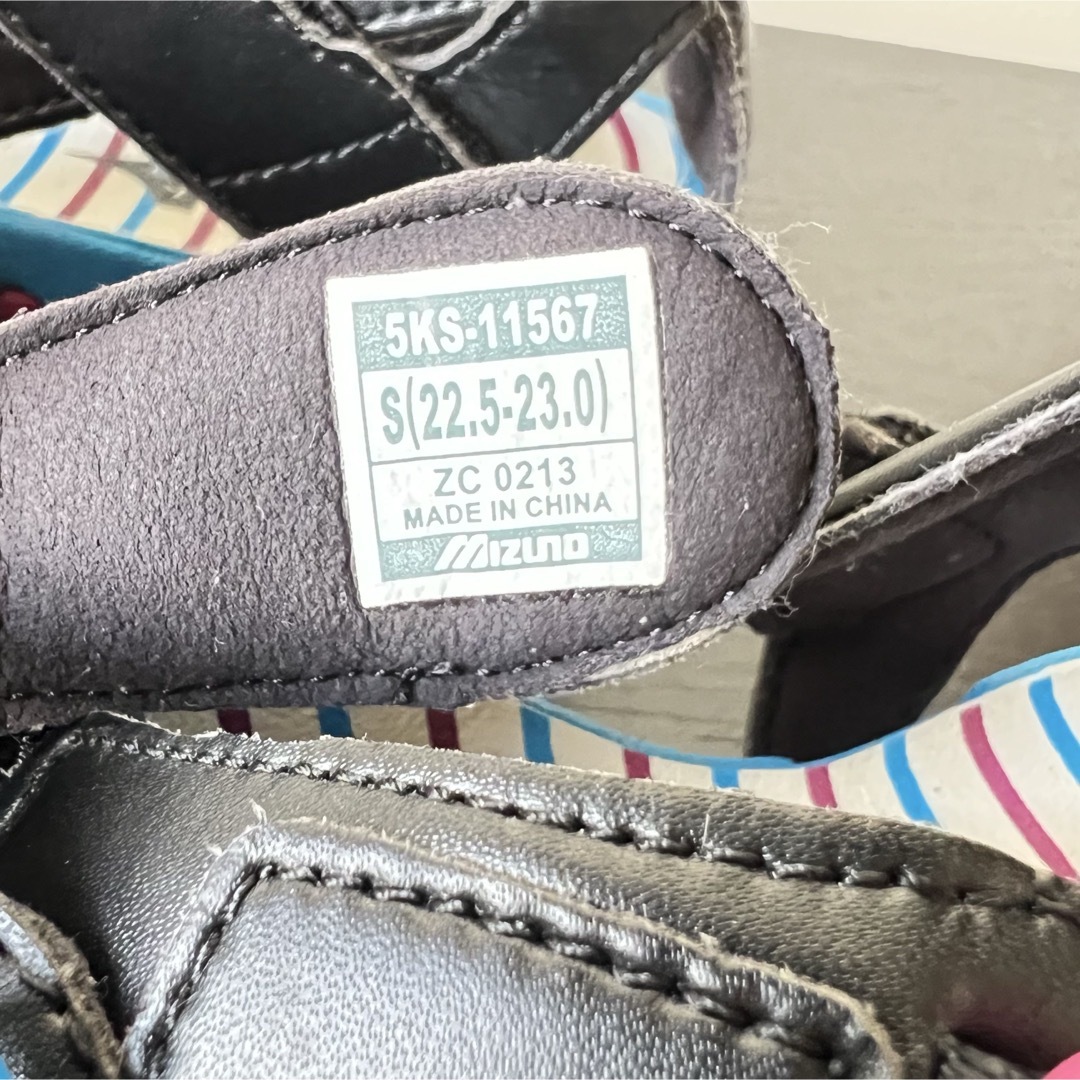 5KS-11567
S(22.5-23.0)
ZC 0213
MADE IN CHINA
MIZUNO